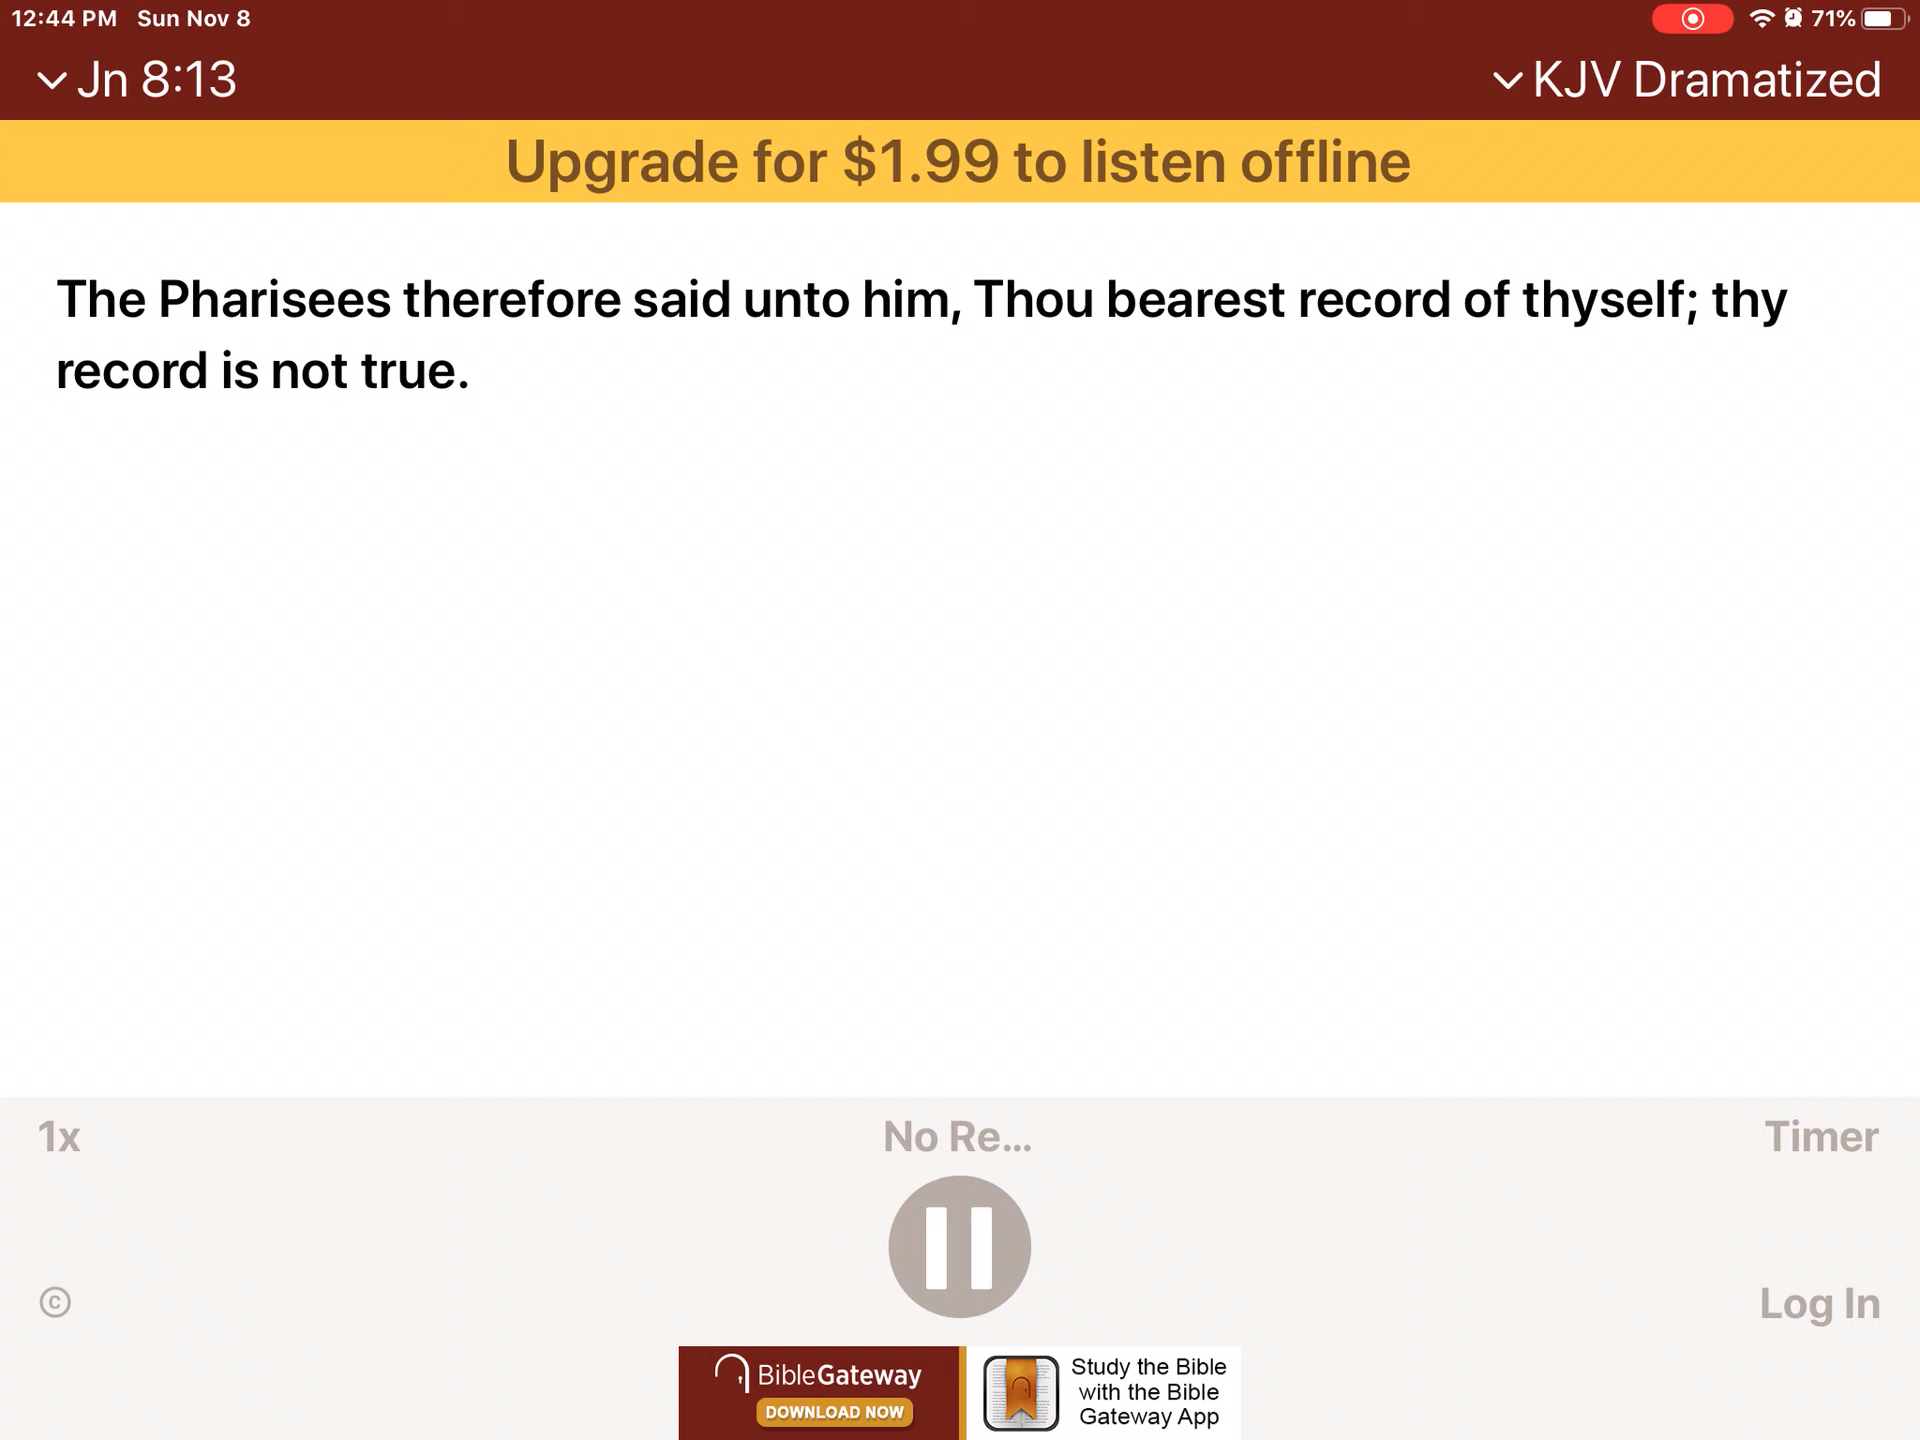 12:44 PM Sun Nov 8 71%
Jn 8:13 KJV Dramatized
Upgrade for $1.99 to listen offline
The Pharisees therefore said unto him, Thou bearest record of thyself; thy
record is not true.
1x No Re... Timer
© Log In
BibleGateway
DOWNLOAD NOW
Study the Bible
with the Bible
Gateway App